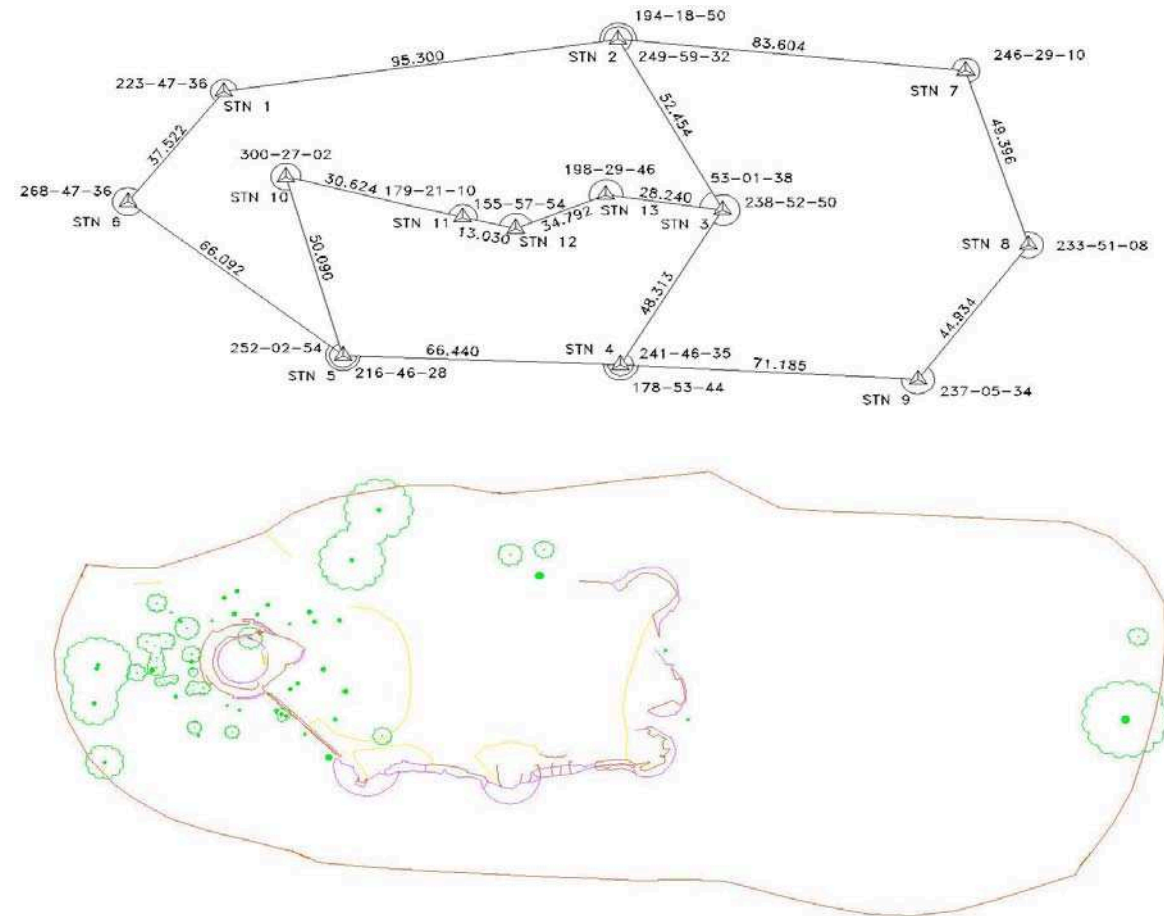 194-18-50
95.300
STN 2
249-59-32
83.604
246-29-10
223-47-36
STN 1
STN 7
37.522
52.454
49.396
300-27-02
198-29-46
53-01-38
268-47-36
STN 6
STN 10
30.624
179-21-10
155-57-54
STN 11
13.030
STN 12
34.792
STN 13
28.240
STN 3
238-52-50
STN 8
233-51-08
66.092
50.090
48.313
44.934
252-02-54
STN 5
216-46-28
66.440
STN 4
241-46-35
178-53-44
71.185
STN 9
237-05-34